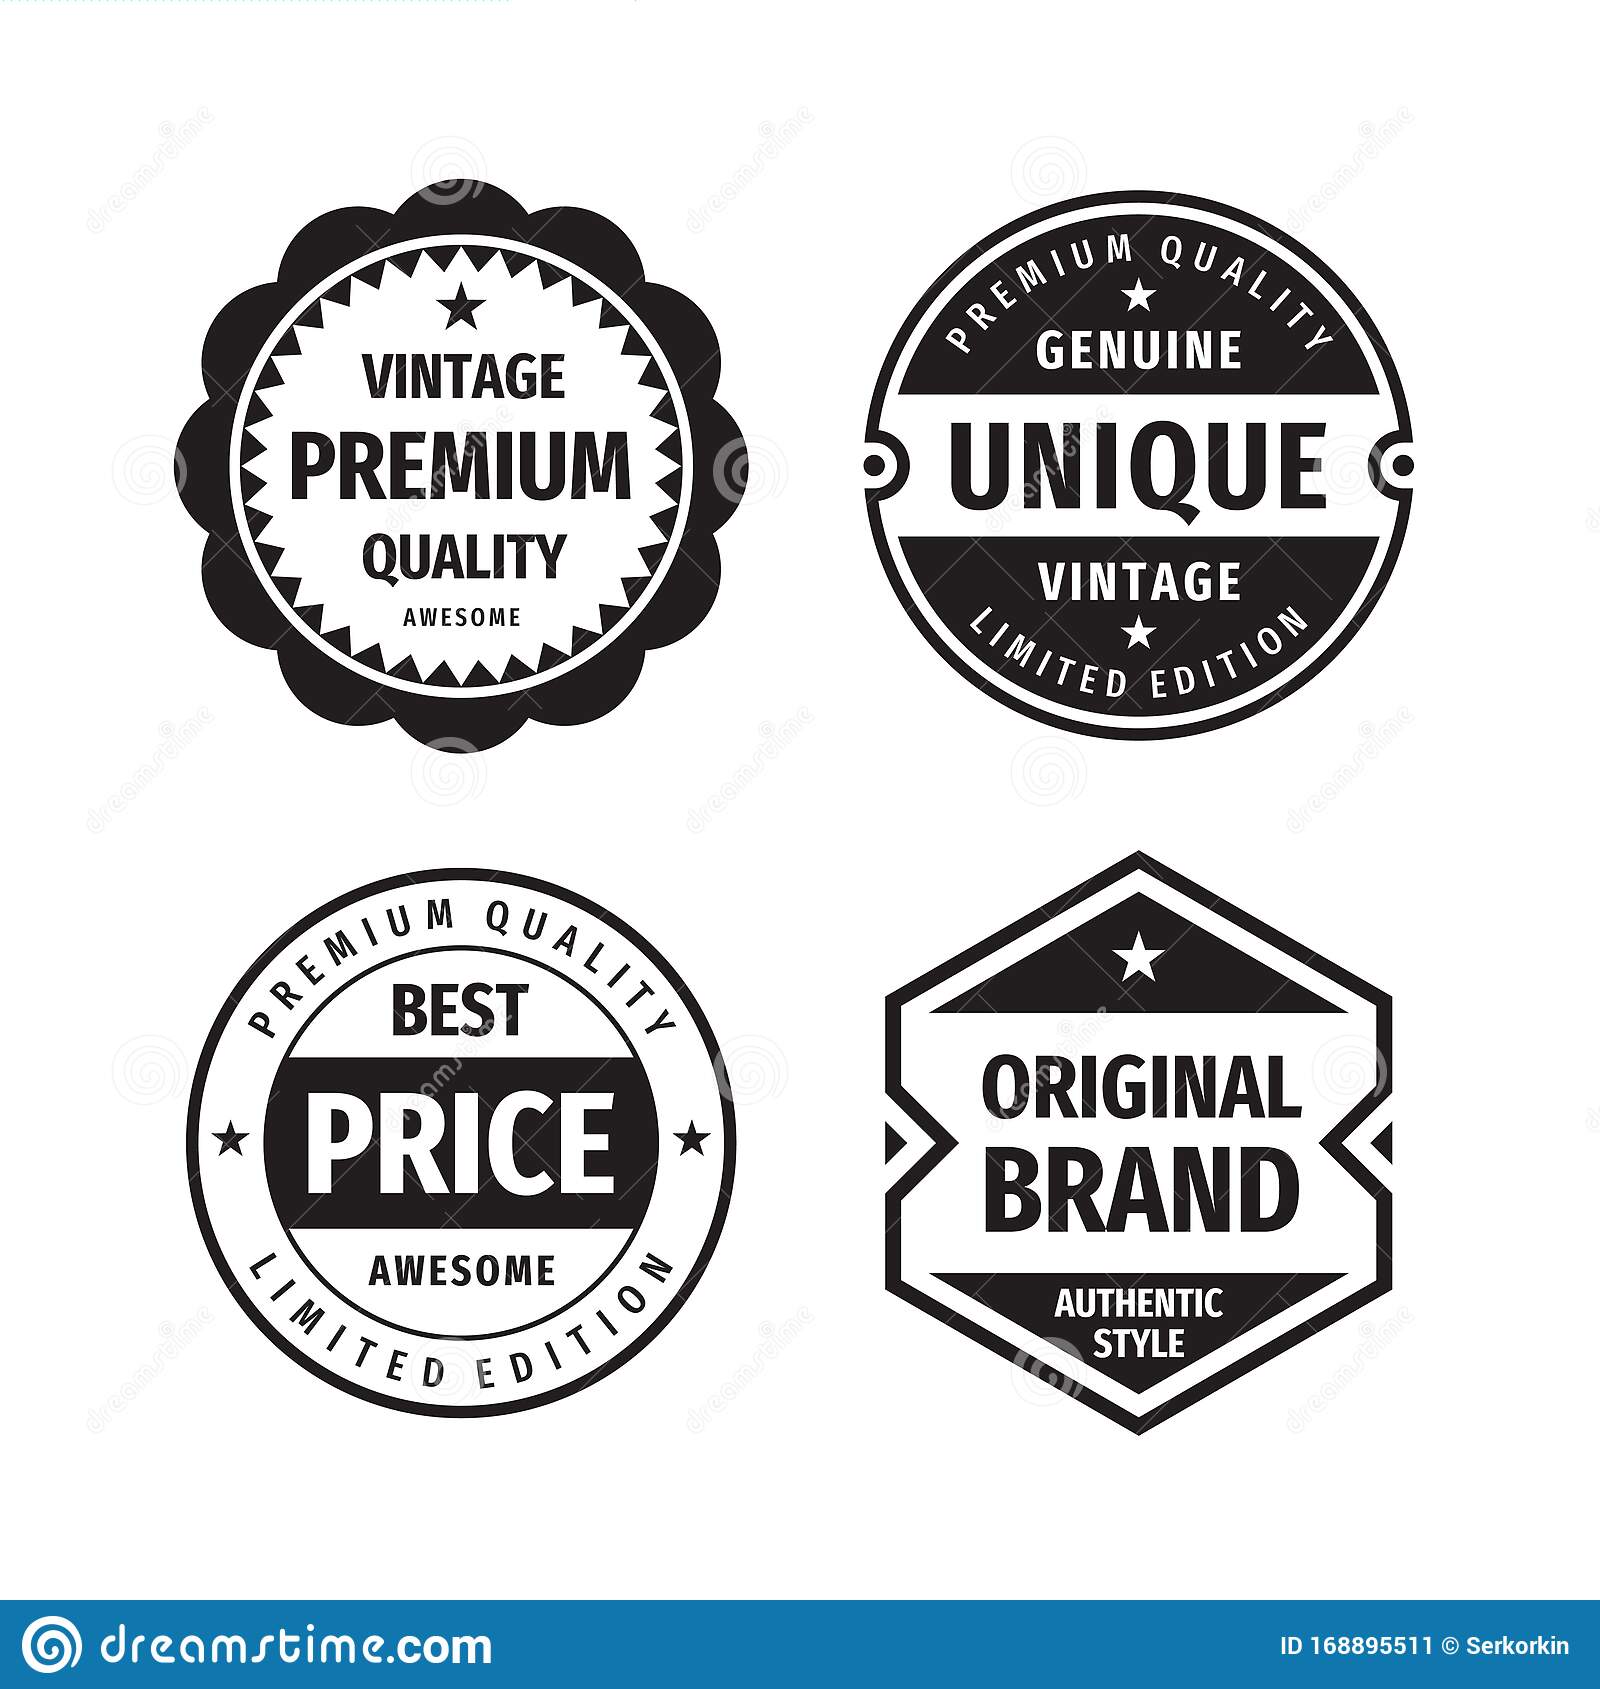 VINTAGE
PREMIUM
QUALITY
AWESOME
PREMIUM QUALITY
GENUINE
UNIQUE
VINTAGE
LIMITED EDITION
PREMIUM QUALITY
BEST
PRICE
AWESOME
LIMITED EDITION
ORIGINAL
BRAND
AUTHENTIC
STYLE
dreamstime
dreamstime.com
ID 168895511 © Serkorkin